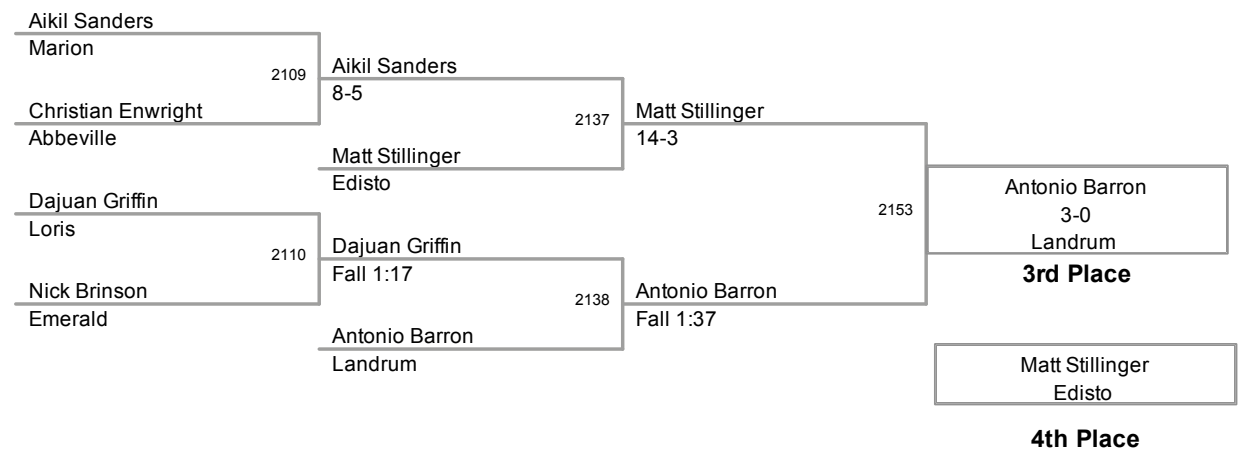 Aikil Sanders
Marion
2109
Christian Enwright
Abbeville
Aikil Sanders
8-5
2137
Matt Stillinger
Edisto
Matt Stillinger
14-3
Dajuan Griffin
Loris
2110
Nick Brinson
Emerald
Dajuan Griffin
Fall 1:17
2138
Antonio Barron
Landrum
Antonio Barron
Fall 1:37
2153
Antonio Barron
3-0
Landrum
3rd Place
Matt Stillinger
Edisto
4th Place